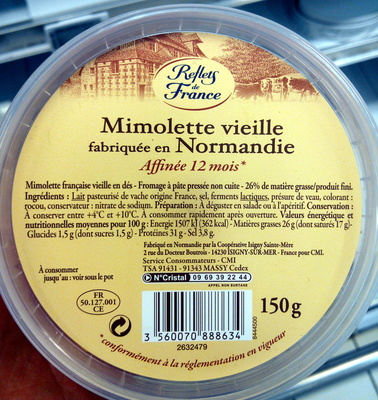 Reflets
de
France
Mimolette vieille
fabriquée en Normandie
Affinée 12 mois*
Mimolette française vieille en dés - Fromage à pâte pressée non cuite - 26% de matière grasse/produit fini.
Ingrédients : Lait pasteurisé de vache origine France, sel, ferments lactiques, présure de veau, colorant :
rocou, conservateur : nitrate de sodium. Préparation : A déguster en salade ou à l'apéritif. Conservation :
A conserver entre +4°C et +10°C. A consommer rapidement après ouverture. Valeurs énergétique et
nutritionnelles moyennes pour 100 g : Energie 1507 kJ (362 kcal) - Matières grasses 26 g (dont saturés 17 g)-
Glucides 1,5 g (dont sucres 1,5 g) - Protéines 31 g - Sel 3,8 g.
Fabriqué en Normandie par la Coopérative Isigny Sainte-Mère
2 rue du Docteur Boutrois - 14230 ISIGNY-SUR-MER - France pour CMI.
Service Consommateurs - CMI
TSA 91431 - 91343 MASSY Cedex
N°Cristal 09 69 39 22 44
APPEL NON SURTAXÉ
À consommer
jusqu'au : voir sous le pot
FR
50.127.001
CE
150 g
3 560070 888634
2632479
8444500
*conformément à la réglementation en vigueur